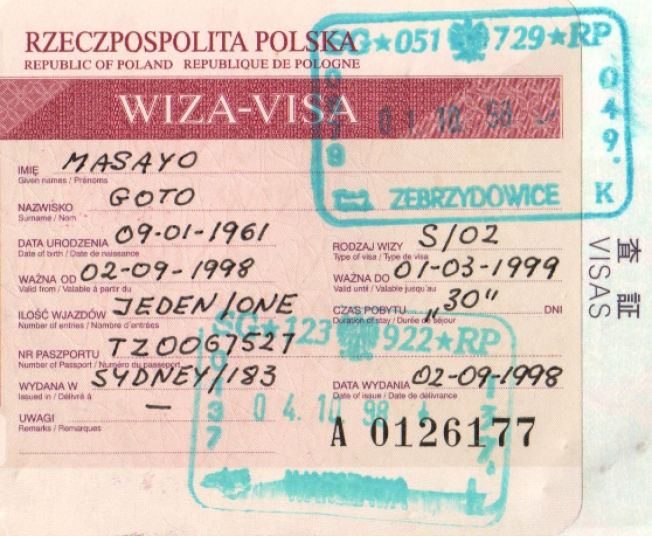 RZECZPOSPOLITA POLSKA
REPUBLIC OF POLAND REPUBLIQUE DE POLOGNE
WIZA-VISA
SG★051 729★RP
01.10.98
049.
ZEBRZYDOWICE K
IMIĘ MASAYO
Given names / Prénoms
NAZWISKO GOTO
Surname / Nom
DATA URODZENIA 09-01-1961
Date of birth / Date de naissance
RODZAJ WIZY S/02
Type of visa / Type de visa
WAŻNA OD 02-09-1998
Valid from / Valable à partir du
WAŻNA DO 01-03-1999
Valid until / Valable jusqu'au
ILOŚĆ WJAZDÓW JEDEN/ONE
Number of entries / Nombre d'entrées
CZAS POBYTU „30" DNI
Duration of stay / Durée de séjour
NR PASZPORTU TZ0067527
Number of Passport / Numéro du passeport
SG★123 922★RP
WYDANA W SYDNEY/183
Issued in / Délivré à
DATA WYDANIA 02-09-1998
Date of issue / Date de délivrance
UWAGI —
Remarks / Remarques
04.10.98
A 0126177
WARSZAWA
査証
VISAS